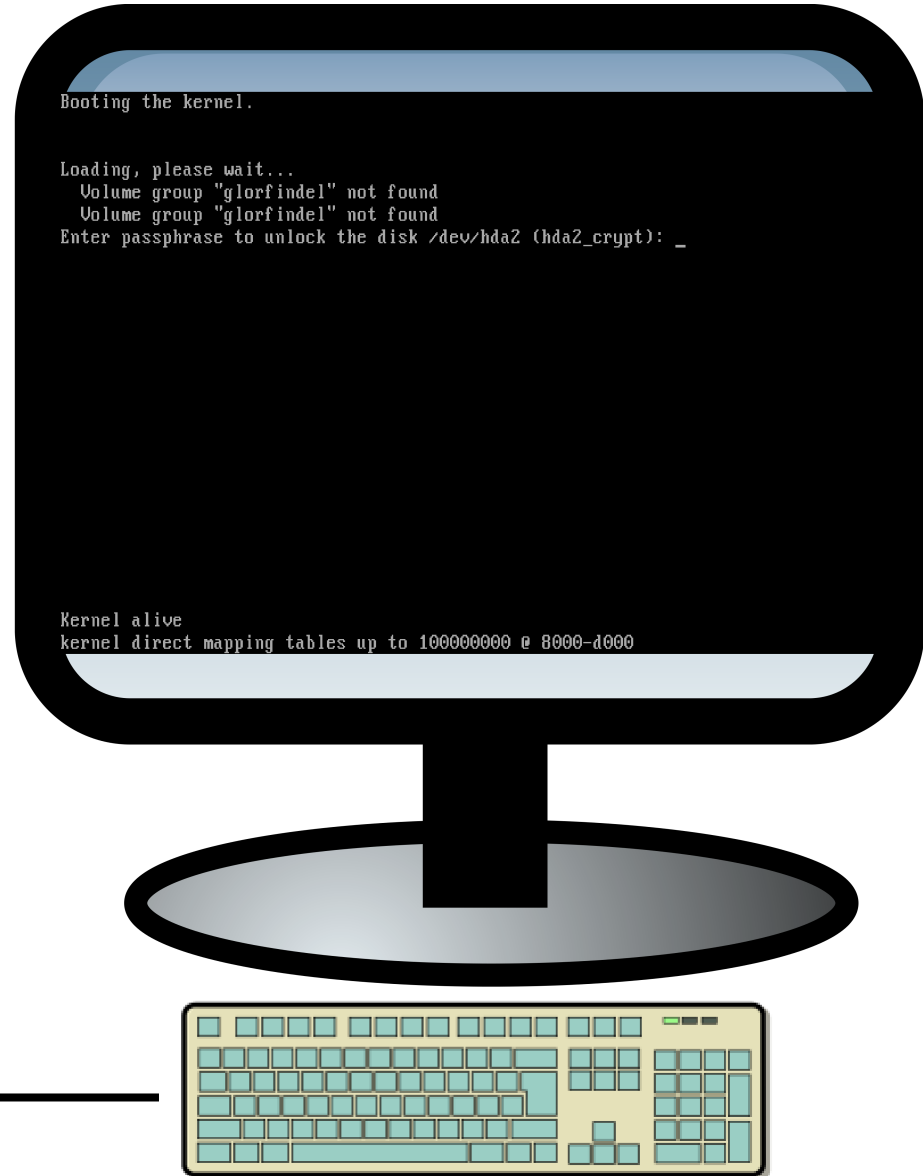 Booting the kernel.
Loading, please wait...
Volume group "glorfindel" not found
Volume group "glorfindel" not found
Enter passphrase to unlock the disk /dev/hda2 (hda2_crypt): _
Kernel alive
kernel direct mapping tables up to 100000000 @ 8000-d000